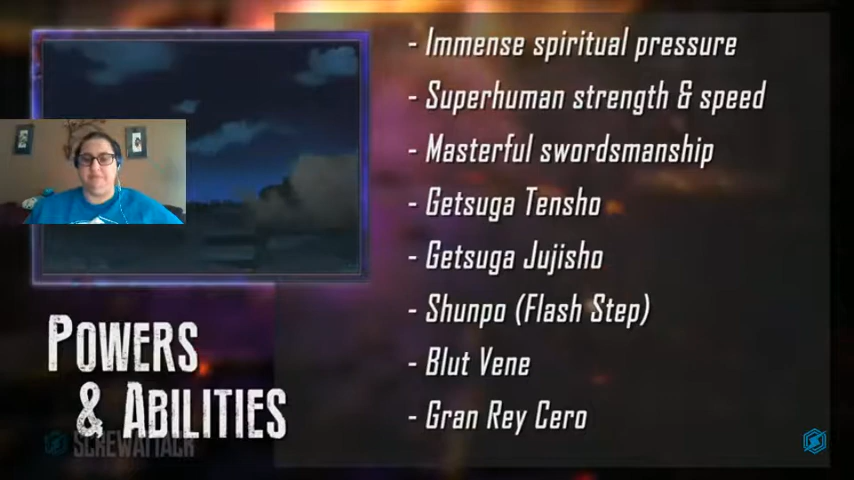 - Immense spiritual pressure
- Superhuman strength & speed
- Masterful swordsmanship
- Getsuga Tensho
- Getsuga Jujisho
- Shunpo (Flash Step)
- Blut Vene
- Gran Rey Cero
POWERS
& ABILITIES
SCREWATTACK